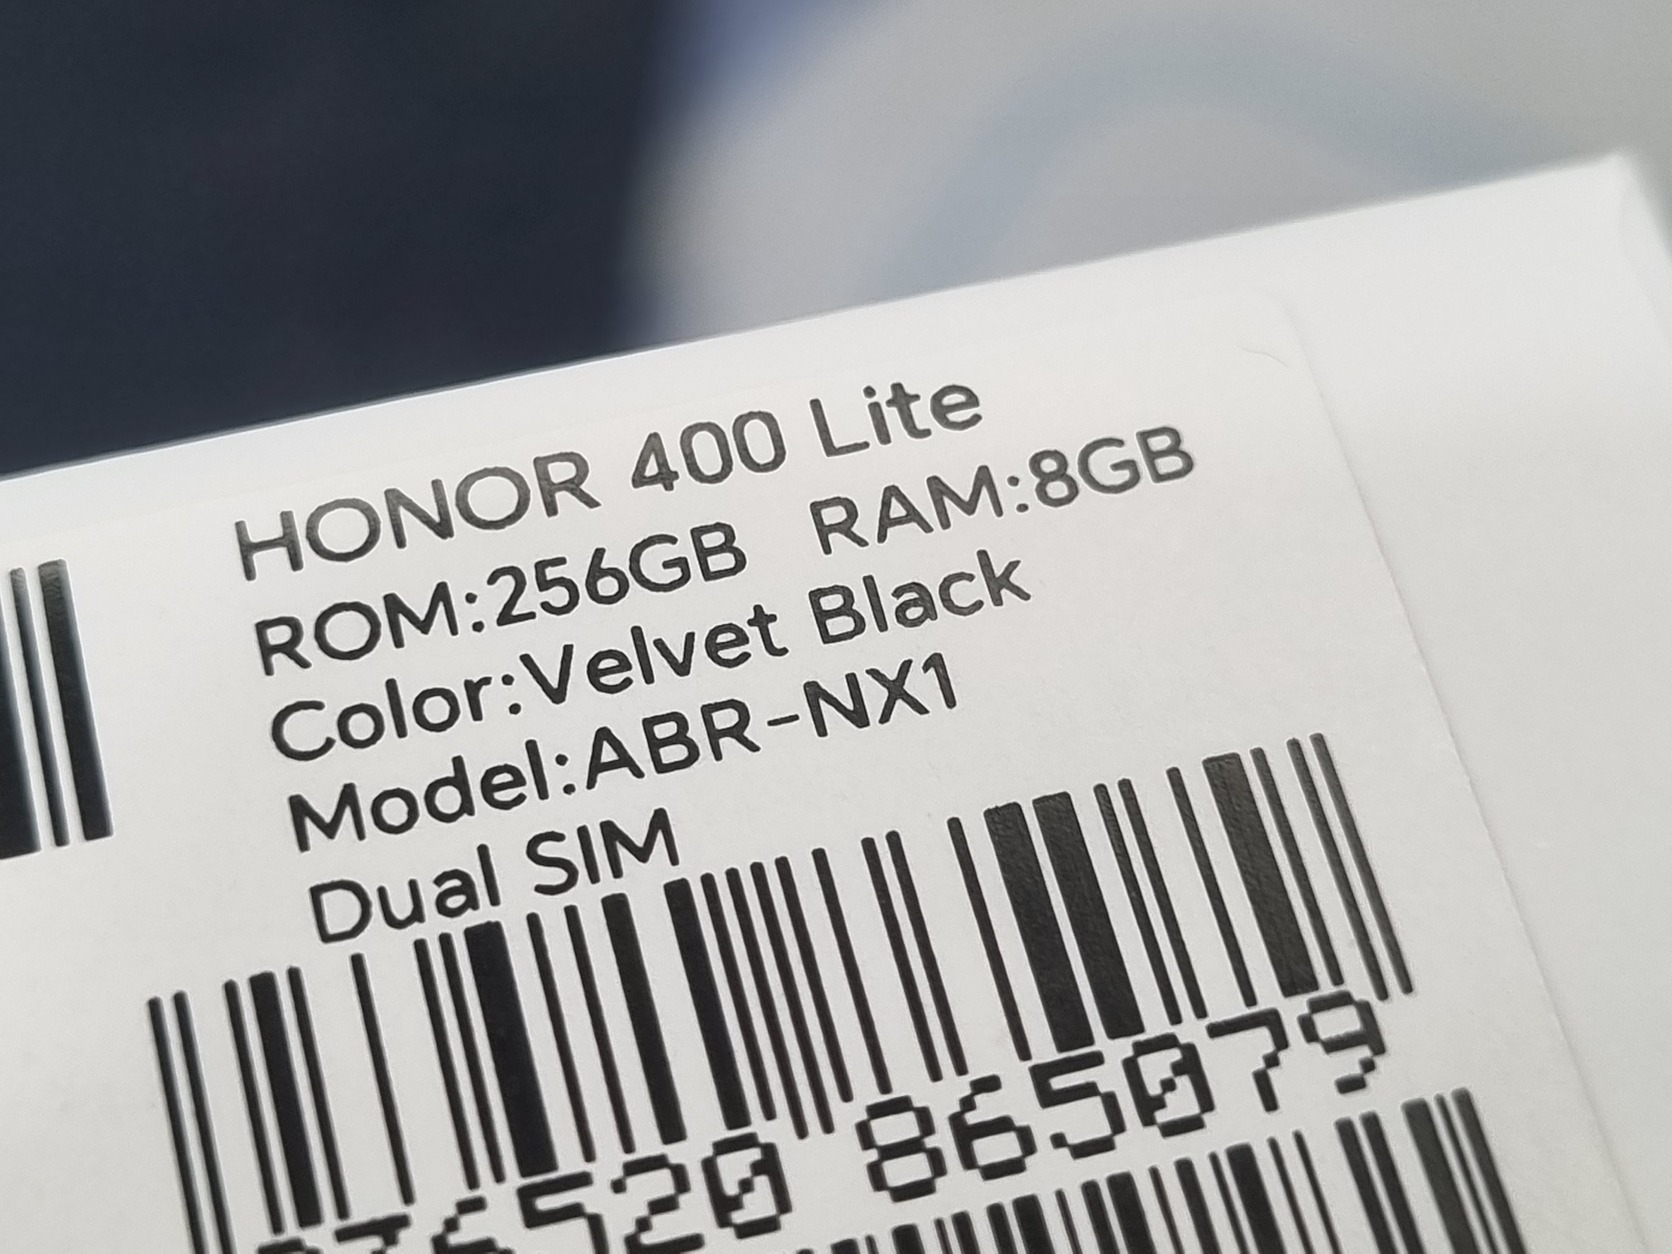 HONOR 400 Lite
ROM:256GB RAM:8GB
Color:Velvet Black
Model:ABR-NX1
Dual SIM
865079